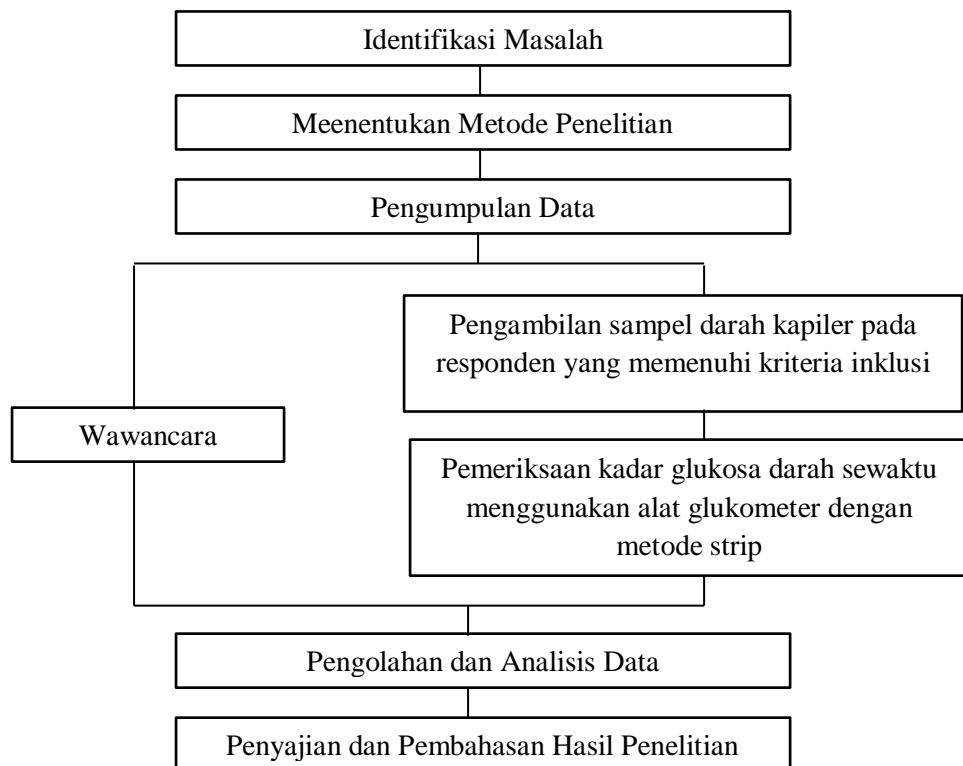 Identifikasi Masalah
Meenentukan Metode Penelitian
Pengumpulan Data
Wawancara
Pengambilan sampel darah kapiler pada
responden yang memenuhi kriteria inklusi
Pemeriksaan kadar glukosa darah sewaktu
menggunakan alat glukometer dengan
metode strip
Pengolahan dan Analisis Data
Penyajian dan Pembahasan Hasil Penelitian